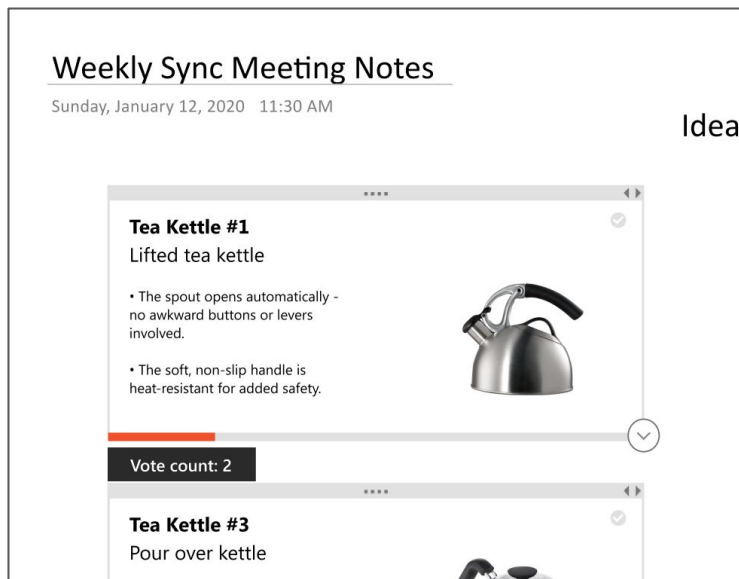 Weekly Sync Meeting Notes
Sunday, January 12, 2020 11:30 AM
Idea
Tea Kettle #1
Lifted tea kettle
• The spout opens automatically -
no awkward buttons or levers
involved.
• The soft, non-slip handle is
heat-resistant for added safety.
Vote count: 2
Tea Kettle #3
Pour over kettle